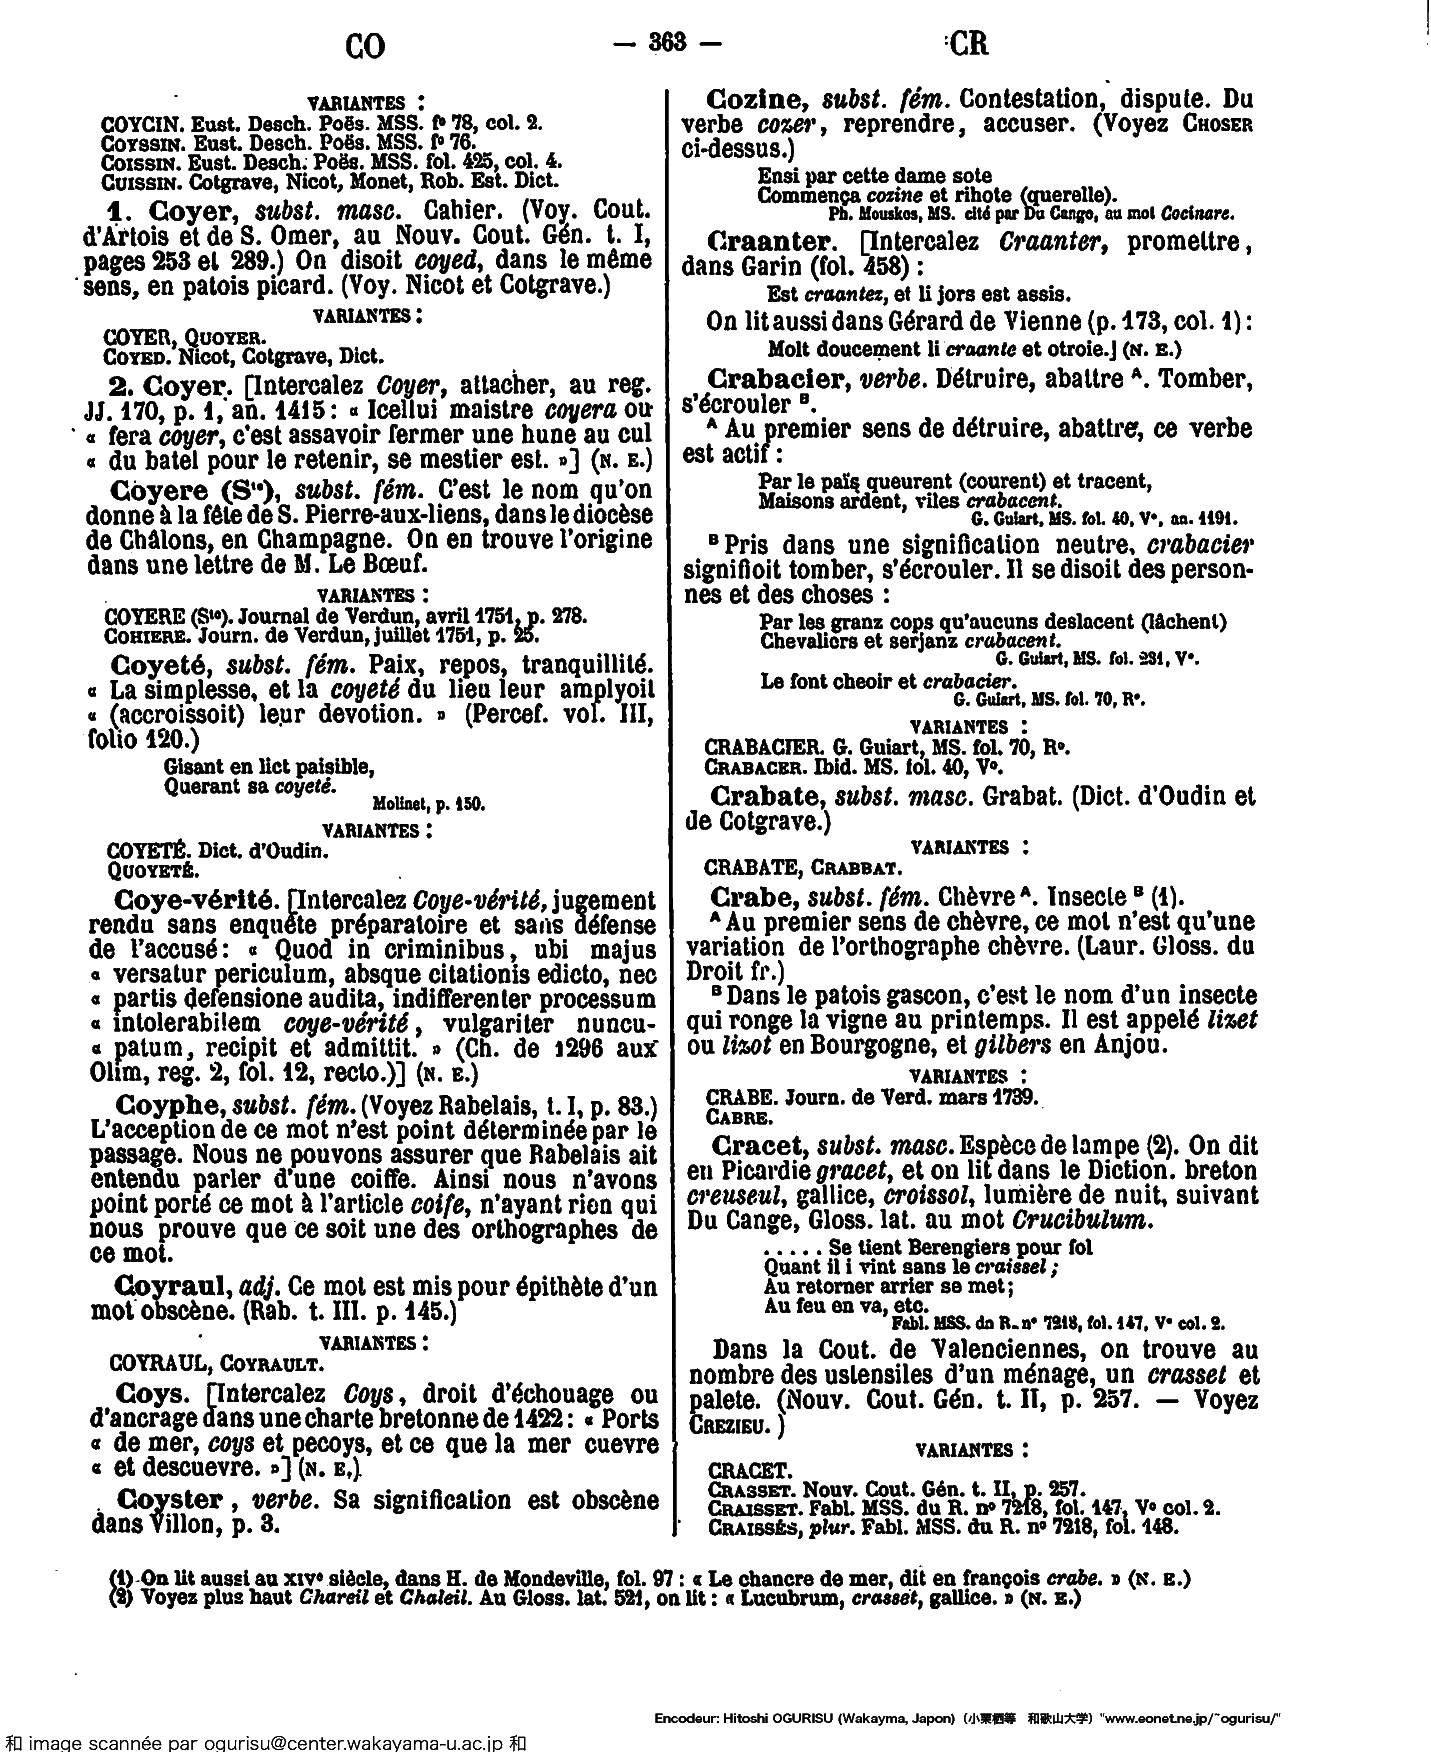 CO
— 363 —
CR
VARIANTES :
COYCIN. Eust. Desch. Poës. MSS. fº 78, col. 2.
COYSSIN. Eust. Desch. Poës. MSS. fº 76.
COISSIN. Eust. Desch. Poës. MSS. fol. 425, col. 4.
CUISSIN. Cotgrave, Nicot, Monet, Rob. Est. Dict.
1. Coyer, subst. masc. Cahier. (Voy. Cout.
d'Artois et de S. Omer, au Nouv. Cout. Gén. t. I,
pages 253 et 289.) On disoit coyed, dans le même
sens, en patois picard. (Voy. Nicot et Cotgrave.)
VARIANTES :
COYER, QUOYER.
COYED. Nicot, Cotgrave, Dict.
2. Coyer. [Intercalez Coyer, attacher, au reg.
JJ. 170, p. 1, an. 1415 : « Icellui maistre coyera ou
« fera coyer, c'est assavoir fermer une hune au cul
« du batel pour le retenir, se mestier est. »] (N. E.)
Coyere (Sᵗᵉ), subst. fém. C'est le nom qu'on
donne à la fête de S. Pierre-aux-liens, dans le diocèse
de Châlons, en Champagne. On en trouve l'origine
dans une lettre de M. Le Bœuf.
VARIANTES :
COYERE (Sᵗᵉ). Journal de Verdun, avril 1751, p. 278.
COHIERE. Journ. de Verdun, juillet 1751, p. 25.
Coyeté, subst. fém. Paix, repos, tranquillité.
« La simplesse, et la coyeté du lieu leur amplyoit
« (accroissoit) leur devotion. » (Percef. vol. III,
folio 120.)
Gisant en lict paisible,
Querant sa coyeté.
Molinet, p. 150.
VARIANTES :
COYETÉ. Dict. d'Oudin.
QUOYETÉ.
Coye-vérité. [Intercalez Coye-vérité, jugement
rendu sans enquête préparatoire et sans défense
de l'accusé : « Quod in criminibus, ubi majus
« versatur periculum, absque citationis edicto, nec
« partis defensione audita, indifferenter processum
« intolerabilem coye-vérité, vulgariter nuncu-
« patum, recipit et admittit. » (Ch. de 1296 aux
Olim, reg. 2, fol. 12, recto.)] (N. E.)
Coyphe, subst. fém. (Voyez Rabelais, t. I, p. 83.)
L'acception de ce mot n'est point déterminée par le
passage. Nous ne pouvons assurer que Rabelais ait
entendu parler d'une coiffe. Ainsi nous n'avons
point porté ce mot à l'article coife, n'ayant rien qui
nous prouve que ce soit une des orthographes de
ce mot.
Coyraul, adj. Ce mot est mis pour épithète d'un
mot obscène. (Rab. t. III. p. 145.)
VARIANTES :
COYRAUL, COYRAULT.
Coys. [Intercalez Coys, droit d'échouage ou
d'ancrage dans une charte bretonne de 1422 : « Ports
« de mer, coys et pecoys, et ce que la mer cuevre
« et descuevre. »] (N. E.)
Coyster, verbe. Sa signification est obscène
dans Villon, p. 3.
Cozine, subst. fém. Contestation, dispute. Du
verbe cozer, reprendre, accuser. (Voyez CHOSER
ci-dessus.)
Ensi par cette dame sote
Commença cozine et rihote (querelle).
Ph. Mouskos, MS. cité par Du Cange, au mot Cocinare.
Craanter. [Intercalez Craanter, promettre,
dans Garin (fol. 458) :
Est craantez, et li jors est assis.
On lit aussi dans Gérard de Vienne (p. 173, col. 1) :
Molt doucement li craante et otroie.] (N. E.)
Crabacier, verbe. Détruire, abattre ᴬ. Tomber,
s'écrouler ᴮ.
ᴬ Au premier sens de détruire, abattre, ce verbe
est actif :
Par le païs queurent (courent) et tracent,
Maisons ardent, viles crabacent.
G. Guiart, MS. fol. 40, Vº, an. 1191.
ᴮ Pris dans une signification neutre, crabacier
signifioit tomber, s'écrouler. Il se disoit des person-
nes et des choses :
Par les granz cops qu'aucuns deslacent (lâchent)
Chevaliers et serjanz crabacent.
G. Guiart, MS. fol. 231, Vº.
Le font cheoir et crabacier.
G. Guiart, MS. fol. 70, Rº.
VARIANTES :
CRABACIER. G. Guiart, MS. fol. 70, Rº.
CRABACER. Ibid. MS. fol. 40, Vº.
Crabate, subst. masc. Grabat. (Dict. d'Oudin et
de Cotgrave.)
VARIANTES :
CRABATE, CRABBAT.
Crabe, subst. fém. Chèvre ᴬ. Insecte ᴮ (1).
ᴬ Au premier sens de chèvre, ce mot n'est qu'une
variation de l'orthographe chèvre. (Laur. Gloss. du
Droit fr.)
ᴮ Dans le patois gascon, c'est le nom d'un insecte
qui ronge la vigne au printemps. Il est appelé lizet
ou lizot en Bourgogne, et gilbers en Anjou.
VARIANTES :
CRABE. Journ. de Verd. mars 1739.
CABRE.
Cracet, subst. masc. Espèce de lampe (2). On dit
en Picardie gracet, et on lit dans le Diction. breton
creuseul, gallice, croissol, lumière de nuit, suivant
Du Cange, Gloss. lat. au mot Crucibulum.
..... Se tient Berengiers pour fol
Quant il i vint sans le craissel ;
Au retorner arrier se met ;
Au feu en va, etc.
Fabl. MSS. du R. nº 7218, fol. 147, Vº col. 2.
Dans la Cout. de Valenciennes, on trouve au
nombre des ustensiles d'un ménage, un crasset et
palete. (Nouv. Cout. Gén. t. II, p. 257. — Voyez
CREZIEU. )
VARIANTES :
CRACET.
CRASSET. Nouv. Cout. Gén. t. II, p. 257.
CRAISSET. Fabl. MSS. du R. nº 7218, fol. 147, Vº col. 2.
CRAISSÉS, plur. Fabl. MSS. du R. nº 7218, fol. 148.
(1) On lit aussi au XIVᵉ siècle, dans H. de Mondeville, fol. 97 : « Le chancre de mer, dit en françois crabe. » (N. E.)
(2) Voyez plus haut Chareil et Chaleil. Au Gloss. lat. 521, on lit : « Lucubrum, crasset, gallice. » (N. E.)
Encodeur: Hitoshi OGURISU (Wakayma, Japon) (小栗栖等 和歌山大学) "www.eonet.ne.jp/~ogurisu/"
和 image scannée par ogurisu@center.wakayama-u.ac.jp 和